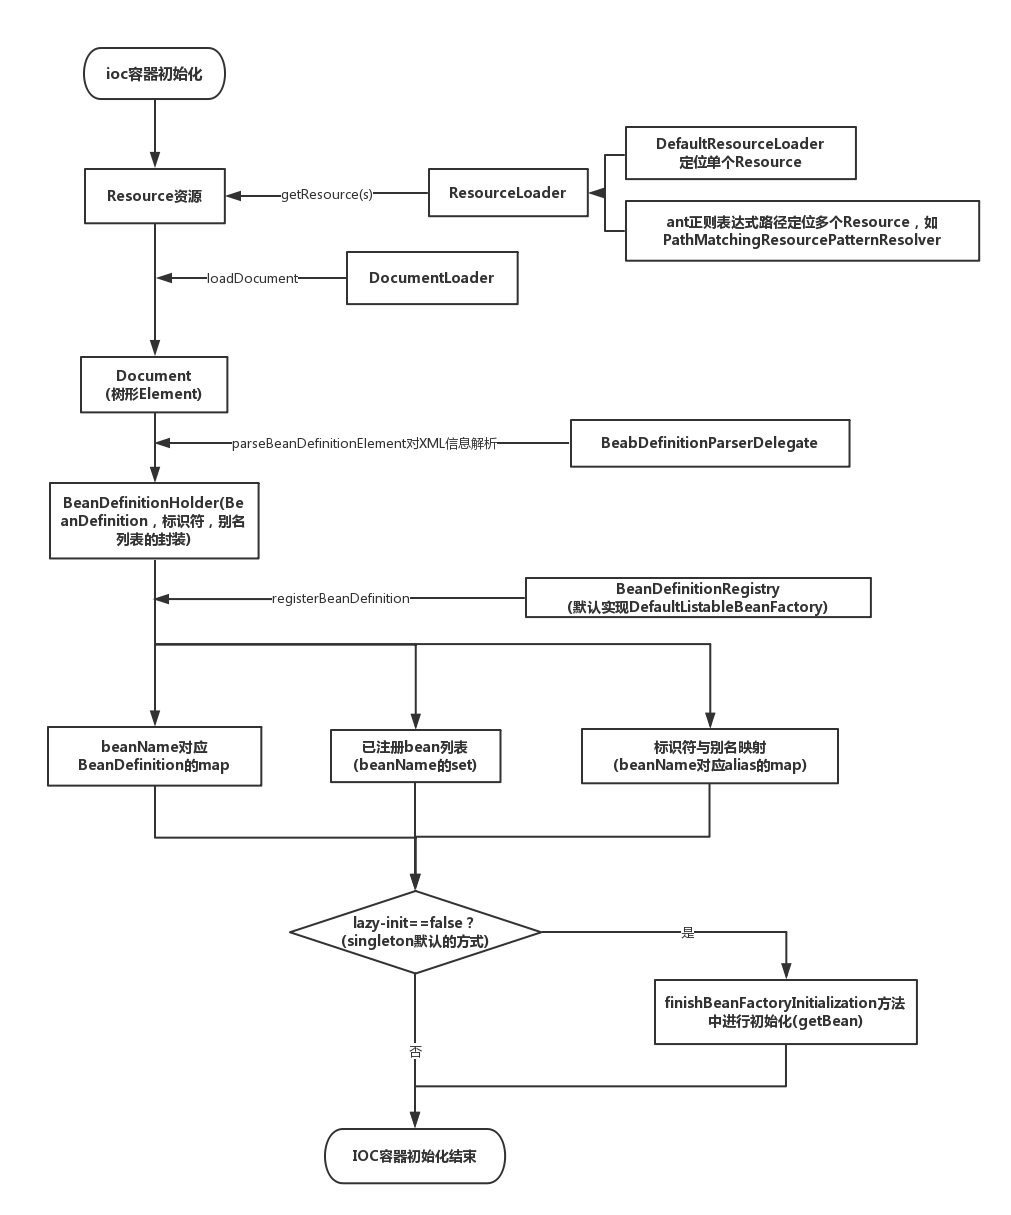 ioc容器初始化
DefaultResourceLoader
定位单个Resource
Resource资源
getResource(s)
ResourceLoader
ant正则表达式路径定位多个Resource，如
PathMatchingResourcePatternResolver
loadDocument
DocumentLoader
Document
(树形Element)
parseBeanDefinitionElement对XML信息解析
BeabDefinitionParserDelegate
BeanDefinitionHolder(Be
anDefinition，标识符，别名
列表的封装)
registerBeanDefinition
BeanDefinitionRegistry
(默认实现DefaultListableBeanFactory)
beanName对应
BeanDefinition的map
已注册bean列表
(beanName的set)
标识符与别名映射
(beanName对应alias的map)
lazy-init==false？
(singleton默认的方式)
是
finishBeanFactoryInitialization方法
中进行初始化(getBean)
否
IOC容器初始化结束